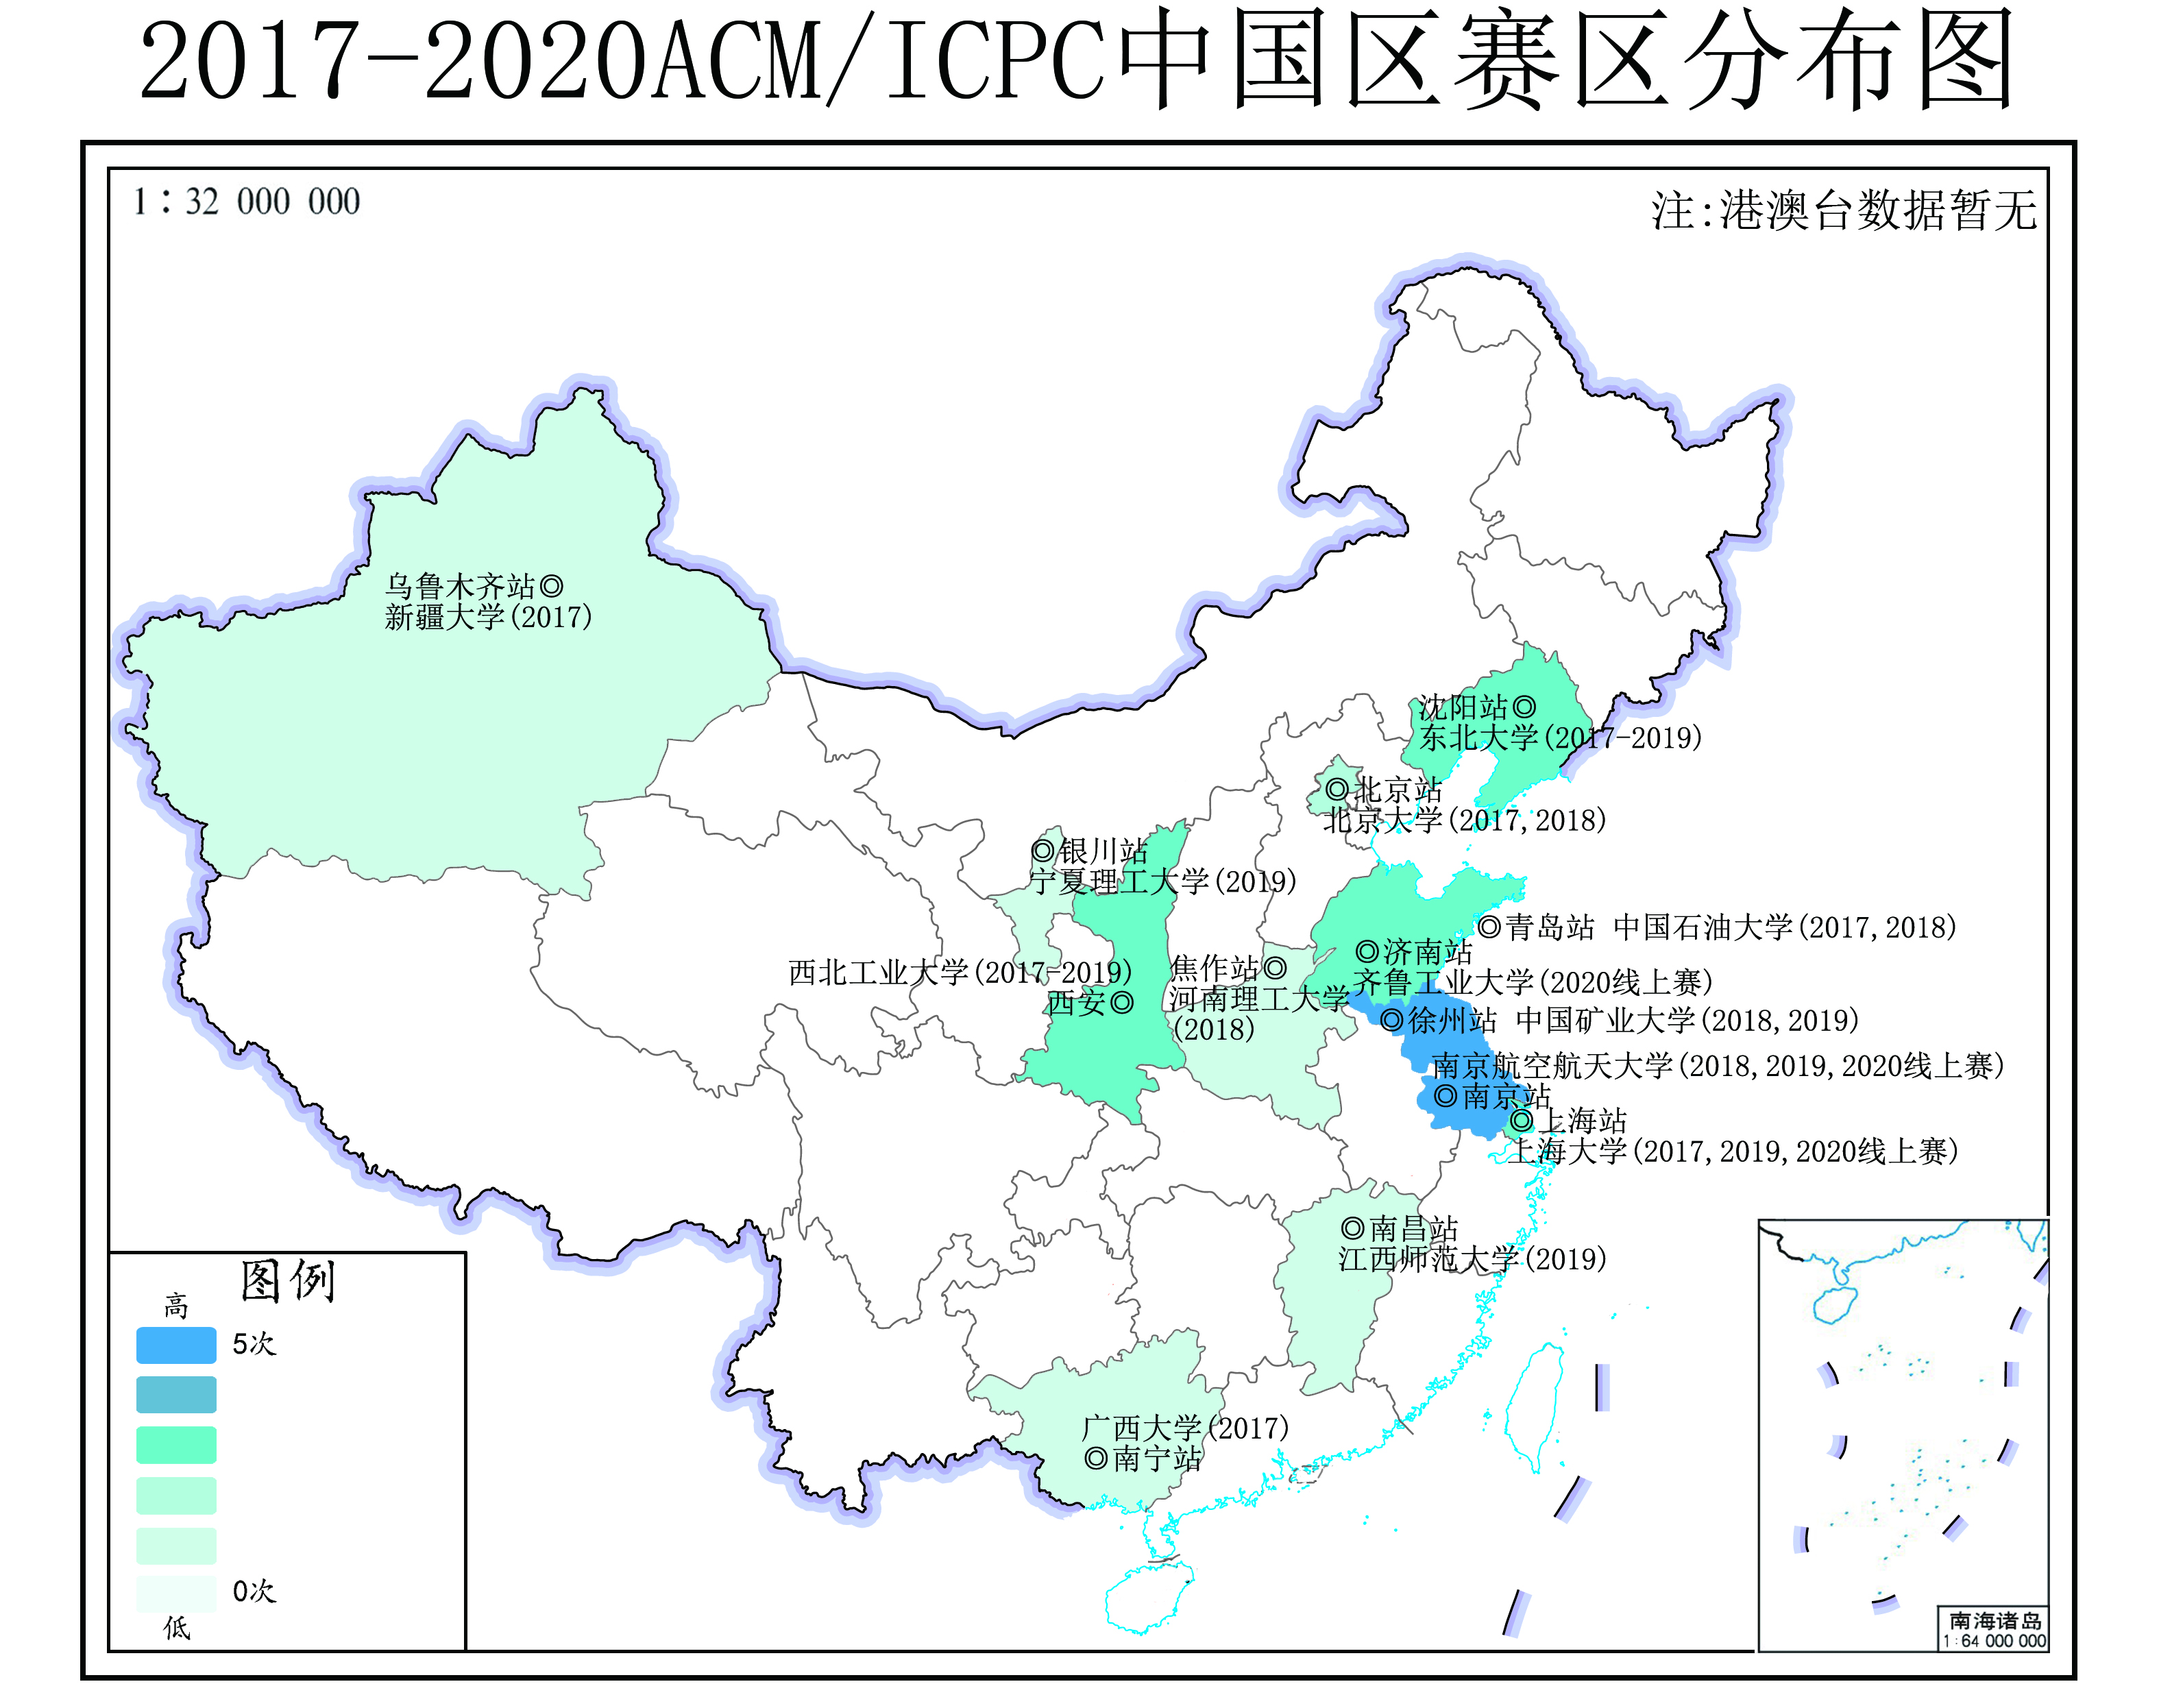 2017-2020ACM/ICPC中国区赛区分布图
1：32 000 000
注:港澳台数据暂无
乌鲁木齐站◎
新疆大学(2017)
沈阳站◎
东北大学(2017-2019)
◎北京站
北京大学(2017,2018)
◎银川站
宁夏理工大学(2019)
◎青岛站 中国石油大学(2017,2018)
◎济南站
齐鲁工业大学(2020线上赛)
西北工业大学(2017-2019)
西安◎
焦作站◎
河南理工大学
(2018)
◎徐州站 中国矿业大学(2018,2019)
南京航空航天大学(2018,2019,2020线上赛)
◎南京站
◎上海站
上海大学(2017,2019,2020线上赛)
◎南昌站
江西师范大学(2019)
广西大学(2017)
◎南宁站
图例
高
5次
0次
低
南海诸岛
1:64 000 000